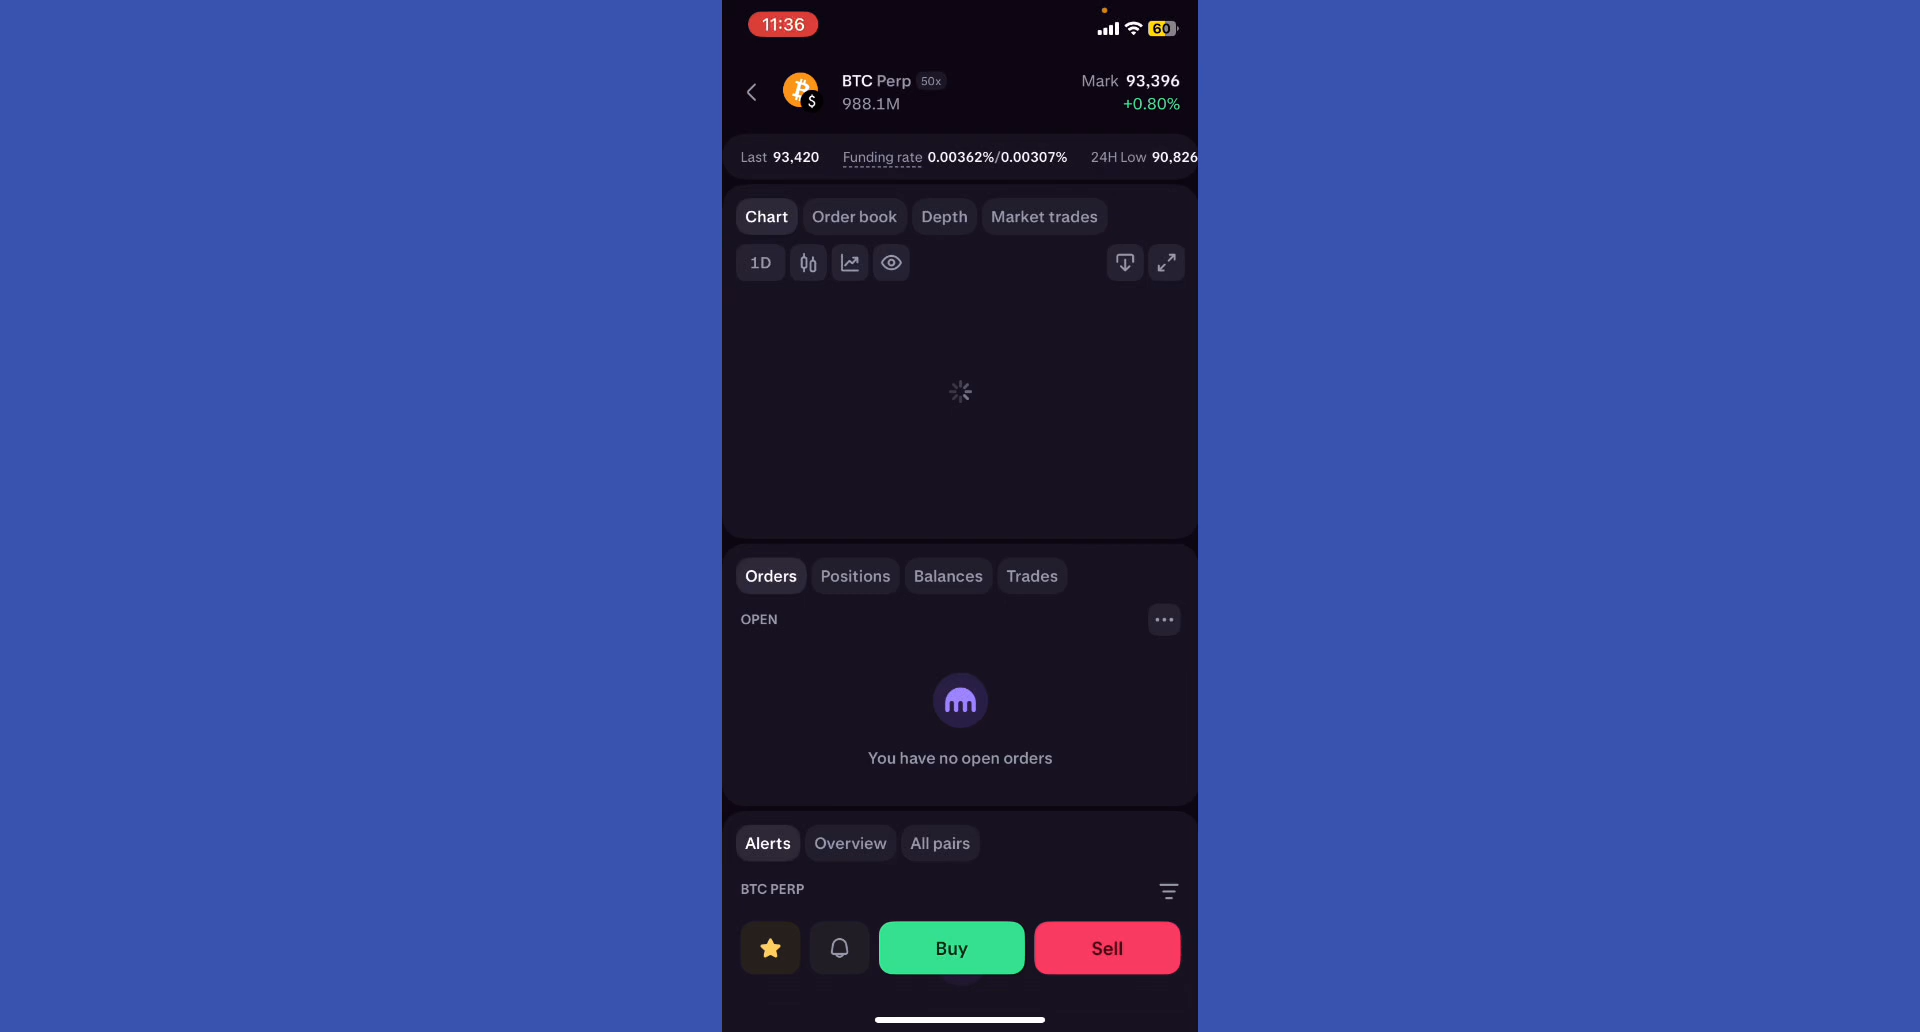 11:36
60
BTC Perp 50x
Mark 93,396
988.1M
+0.80%
Last 93,420 Funding rate 0.00362%/0.00307% 24H Low 90,826
Chart Order book Depth Market trades
1D
Orders Positions Balances Trades
OPEN
You have no open orders
Alerts Overview All pairs
BTC PERP
Buy Sell